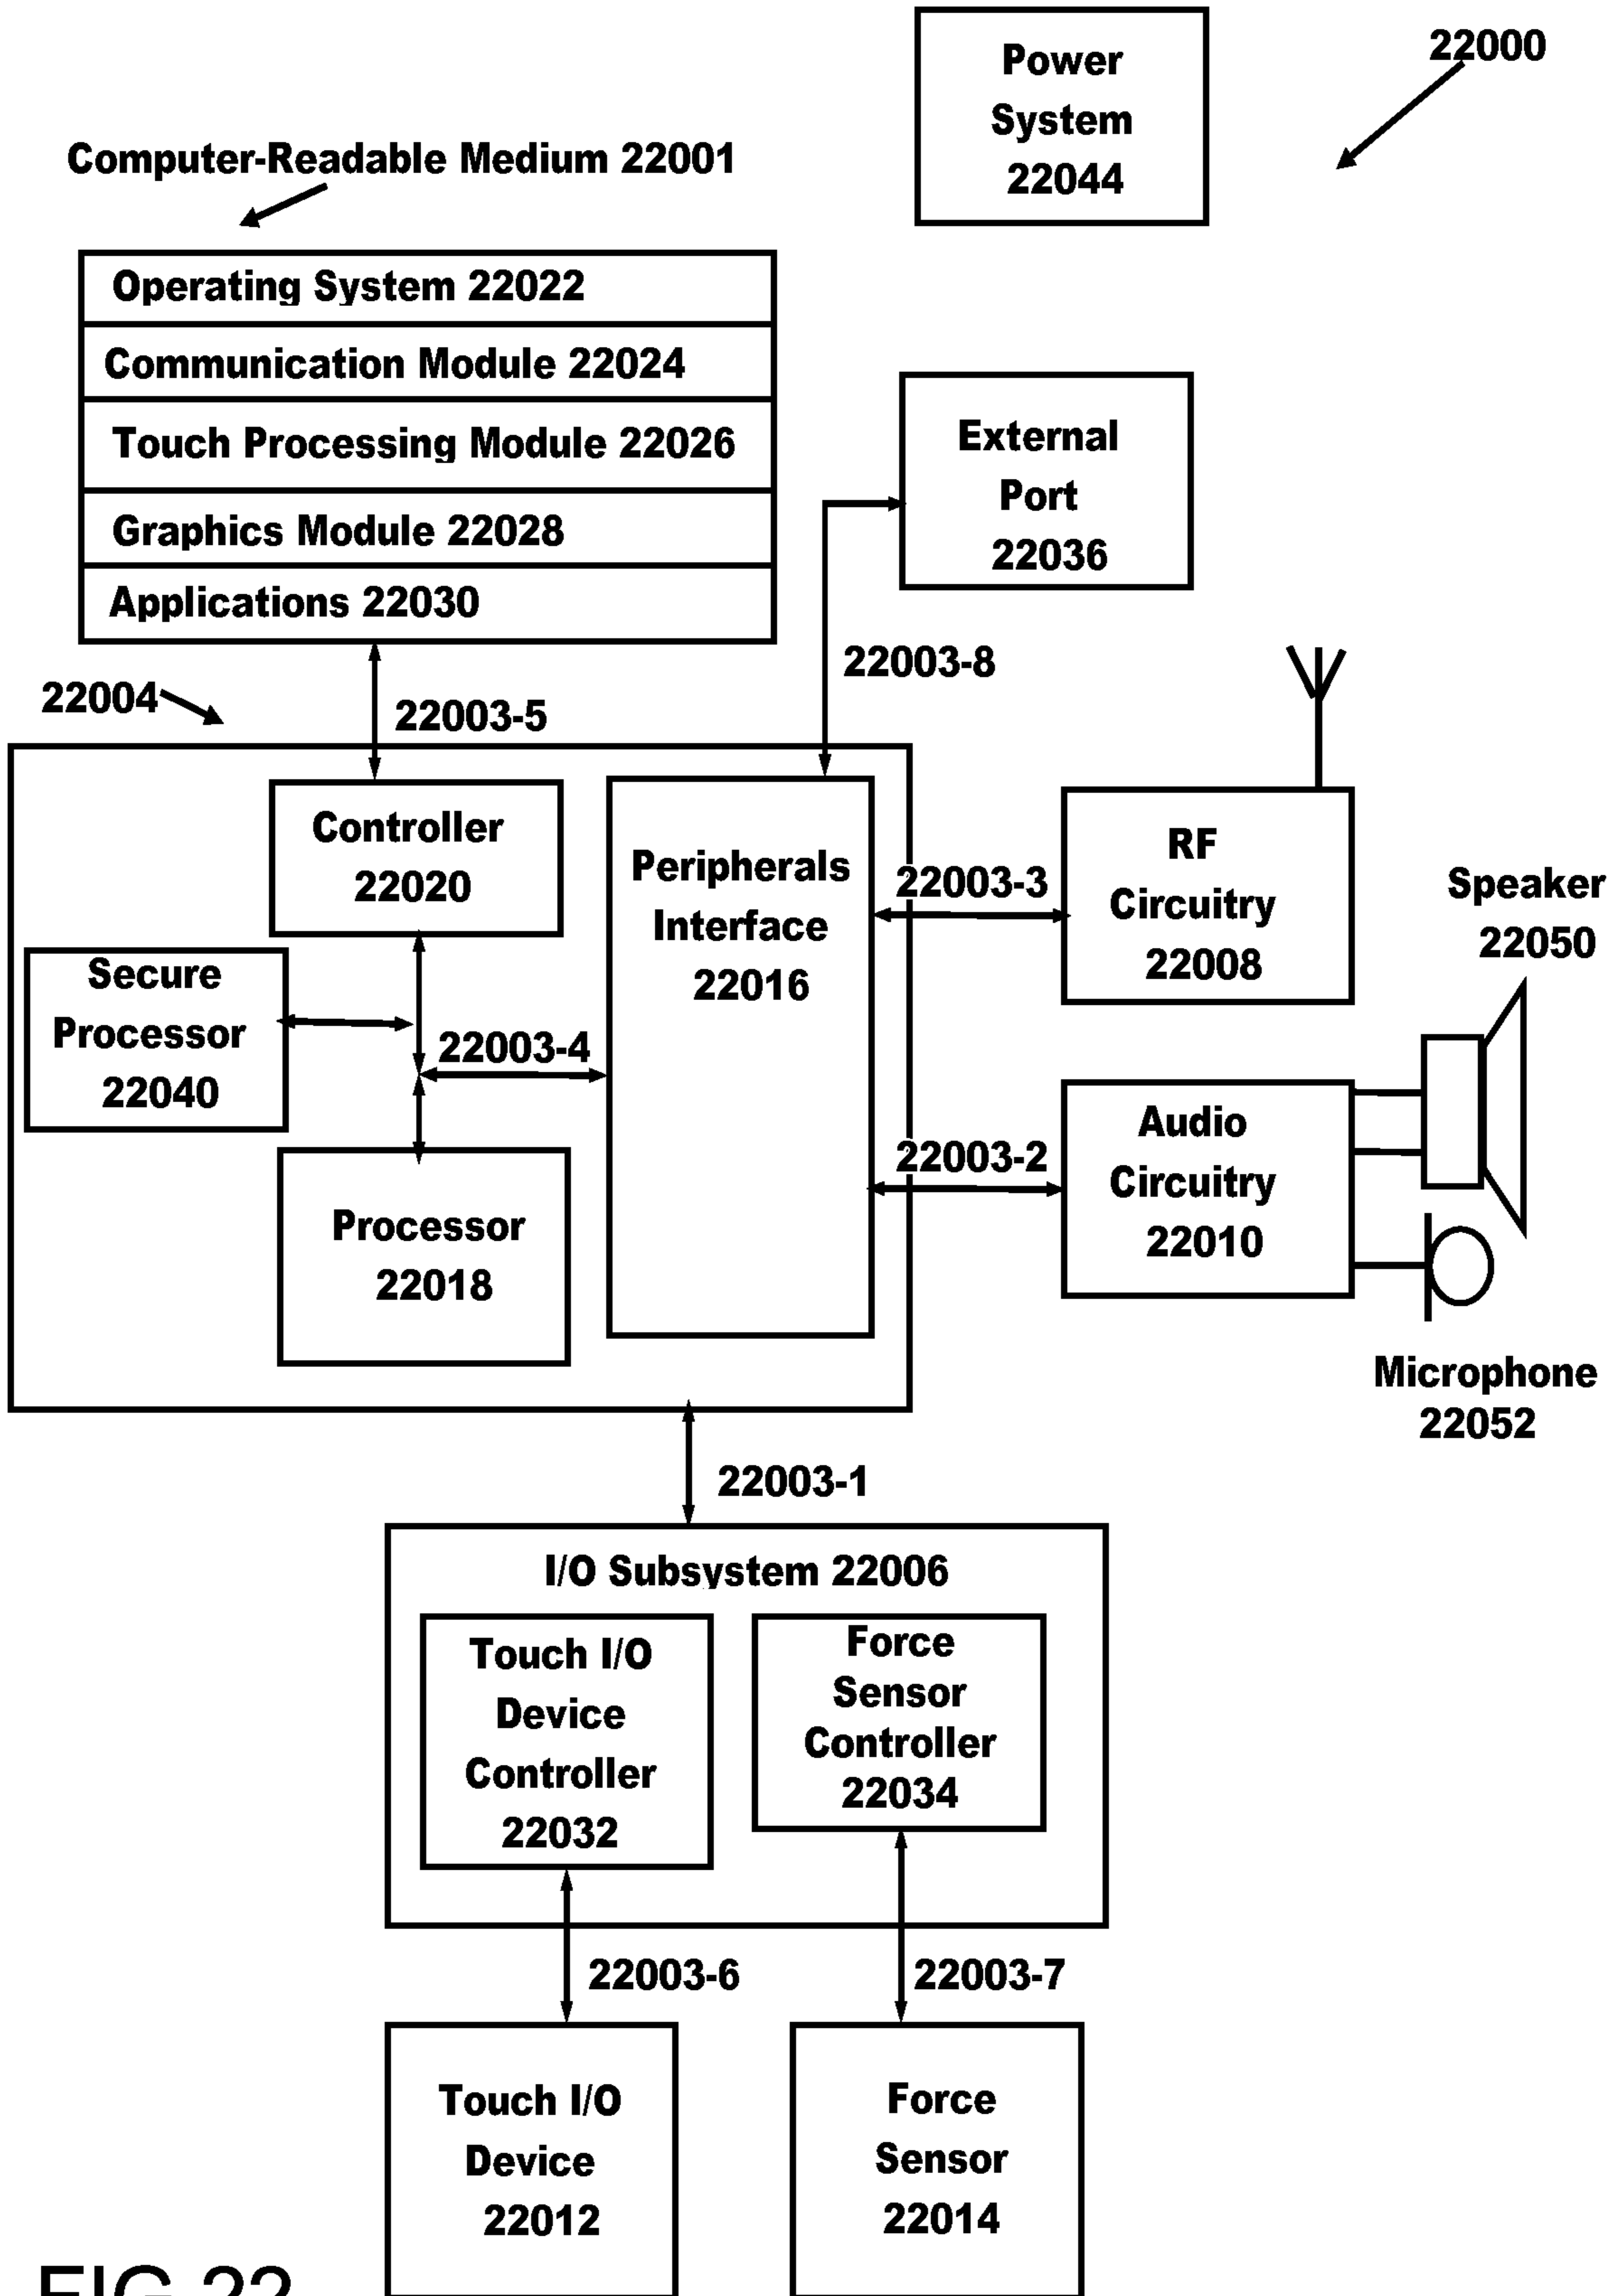 Power
System
22044
22000
Computer-Readable Medium 22001
Operating System 22022
Communication Module 22024
Touch Processing Module 22026
Graphics Module 22028
Applications 22030
External
Port
22036
22003-8
22004
22003-5
Controller
22020
Peripherals
Interface
22016
22003-3
RF
Circuitry
22008
Speaker
22050
Secure
Processor
22040
22003-4
Processor
22018
22003-2
Audio
Circuitry
22010
Microphone
22052
22003-1
I/O Subsystem 22006
Touch I/O
Device
Controller
22032
Force
Sensor
Controller
22034
22003-6
22003-7
Touch I/O
Device
22012
Force
Sensor
22014
FIG 22